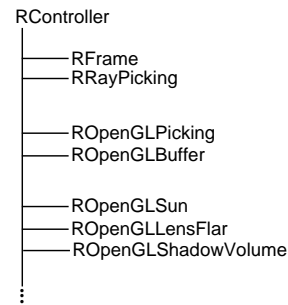 RController
RFrame
RRayPicking
ROpenGLPicking
ROpenGLBuffer
ROpenGLSun
ROpenGLLensFlar
ROpenGLShadowVolume